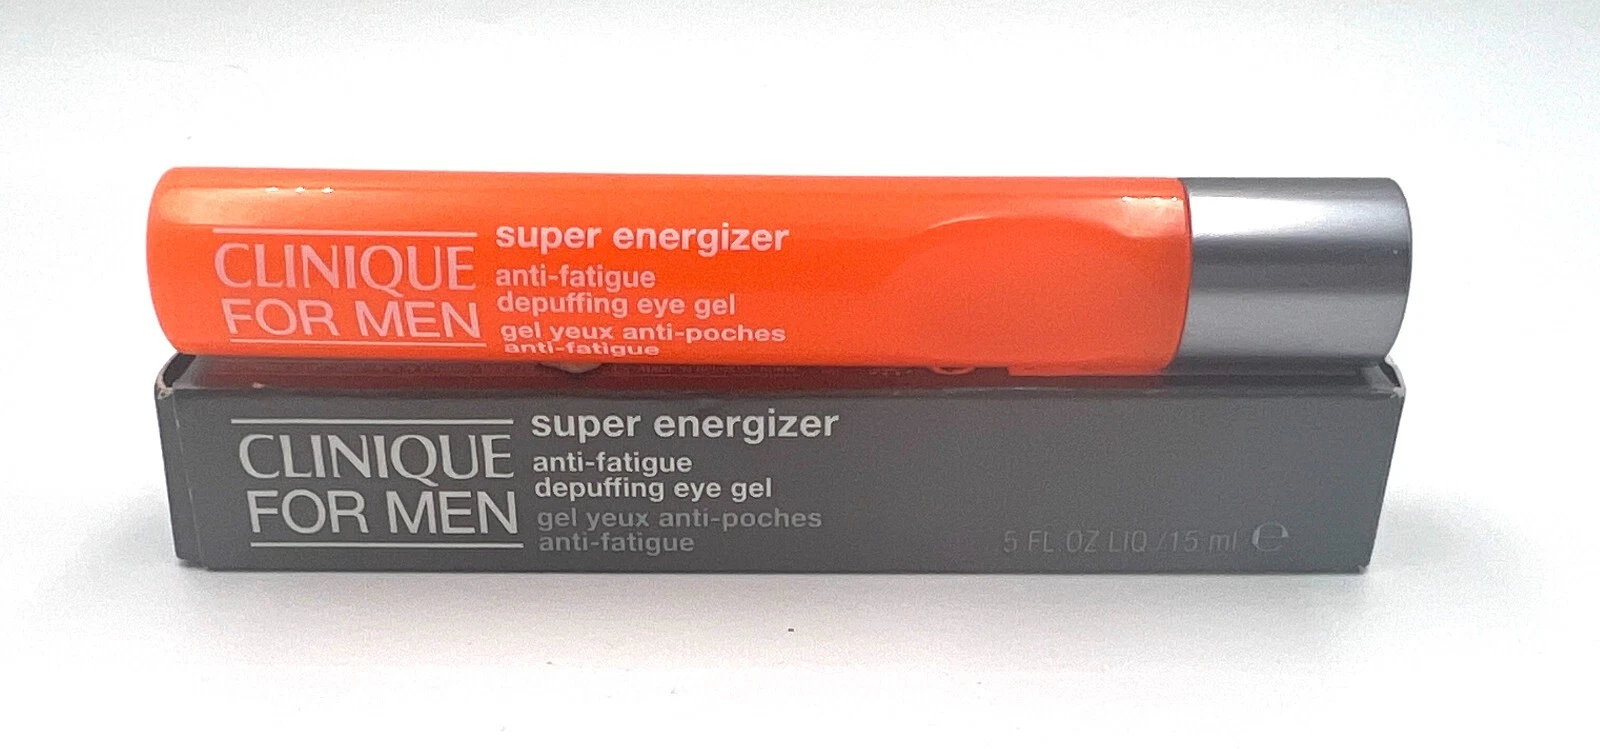 CLINIQUE
FOR MEN
super energizer
anti-fatigue
depuffing eye gel
gel yeux anti-poches
anti-fatigue
CLINIQUE
FOR MEN
super energizer
anti-fatigue
depuffing eye gel
gel yeux anti-poches
anti-fatigue
5 FL OZ LIQ / 15 ml ℮